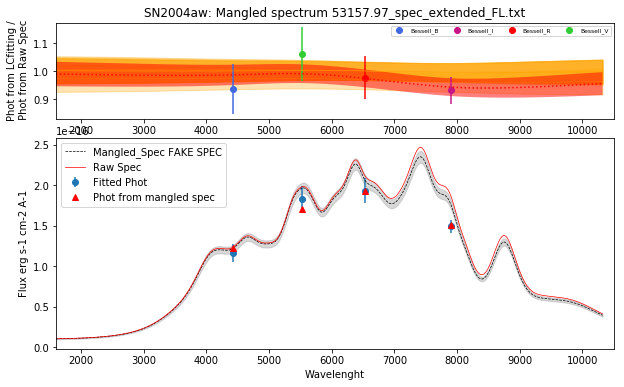 SN2004aw: Mangled spectrum 53157.97_spec_extended_FL.txt
Phot from LCfitting /
Phot from Raw Spec
1.1
1.0
0.9
Bessell_B
Bessell_I
Bessell_R
Bessell_V
2000 3000 4000 5000 6000 7000 8000 9000 10000
Flux erg s-1 cm-2 A-1
2.5
2.0
1.5
1.0
0.5
0.0
Mangled_Spec FAKE SPEC
Raw Spec
Fitted Phot
Phot from mangled spec
2000 3000 4000 5000 6000 7000 8000 9000 10000
Wavelenght